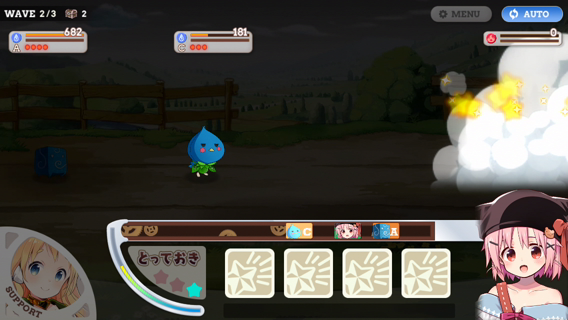 WAVE 2/3 2
MENU
AUTO
682
A
181
C
0
C
A
とっておき
SUPPORT